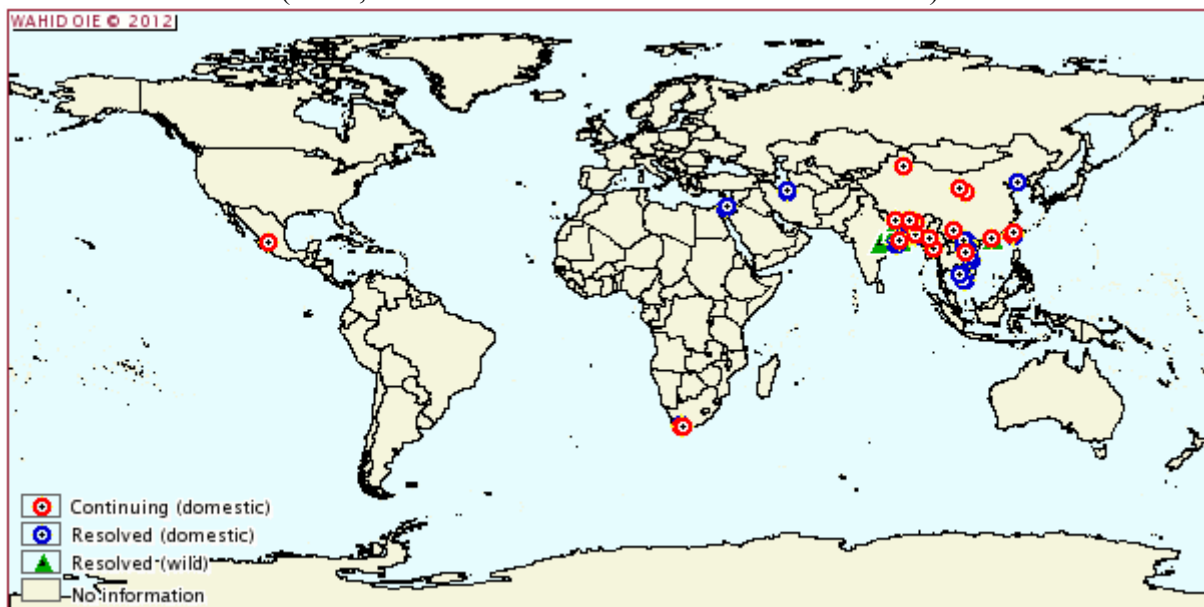 WAHID OIE © 2012
Continuing (domestic)
Resolved (domestic)
Resolved (wild)
No information